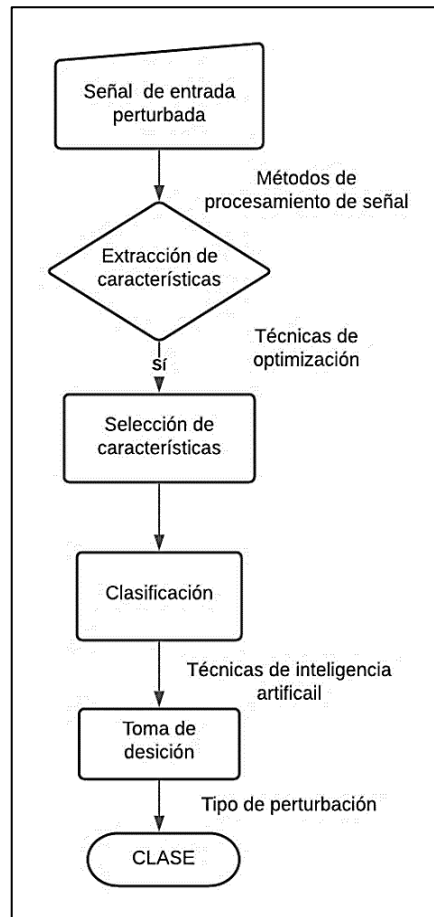 Señal de entrada
perturbada
Métodos de
procesamiento de señal
Extracción de
características
Técnicas de
optimización
Sí
Selección de
características
Clasificación
Técnicas de inteligencia
artificail
Toma de
desición
Tipo de perturbación
CLASE